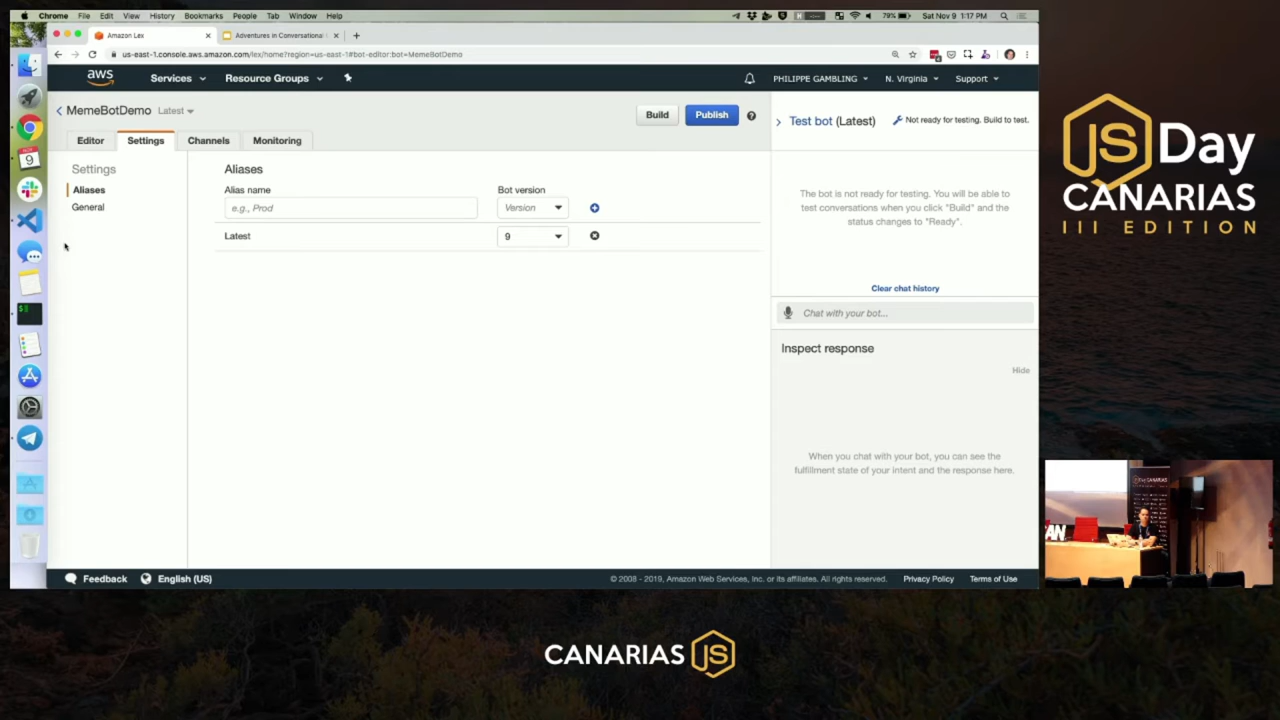 Chrome File Edit View History Bookmarks People Tab Window Help
79% Sat Nov 9 1:17 PM
Amazon Lex
Adventures in Conversational
us-east-1.console.aws.amazon.com/lex/home?region=us-east-1#bot-editor:bot=MemeBotDemo
aws Services Resource Groups PHILIPPE GAMBLING N. Virginia Support
MemeBotDemo Latest
Build Publish
Test bot (Latest) Not ready for testing. Build to test.
Editor Settings Channels Monitoring
Settings
Aliases
General
Aliases
Alias name Bot version
e.g., Prod Version
Latest 9
The bot is not ready for testing. You will be able to
test conversations when you click "Build" and the
status changes to "Ready".
Clear chat history
Chat with your bot...
Inspect response
Hide
When you chat with your bot, you can see the
fulfillment state of your intent and the response here.
Feedback English (US)
© 2008 - 2019, Amazon Web Services, Inc. or its affiliates. All rights reserved. Privacy Policy Terms of Use
JS Day
CANARIAS
III EDITION
CANARIAS JS